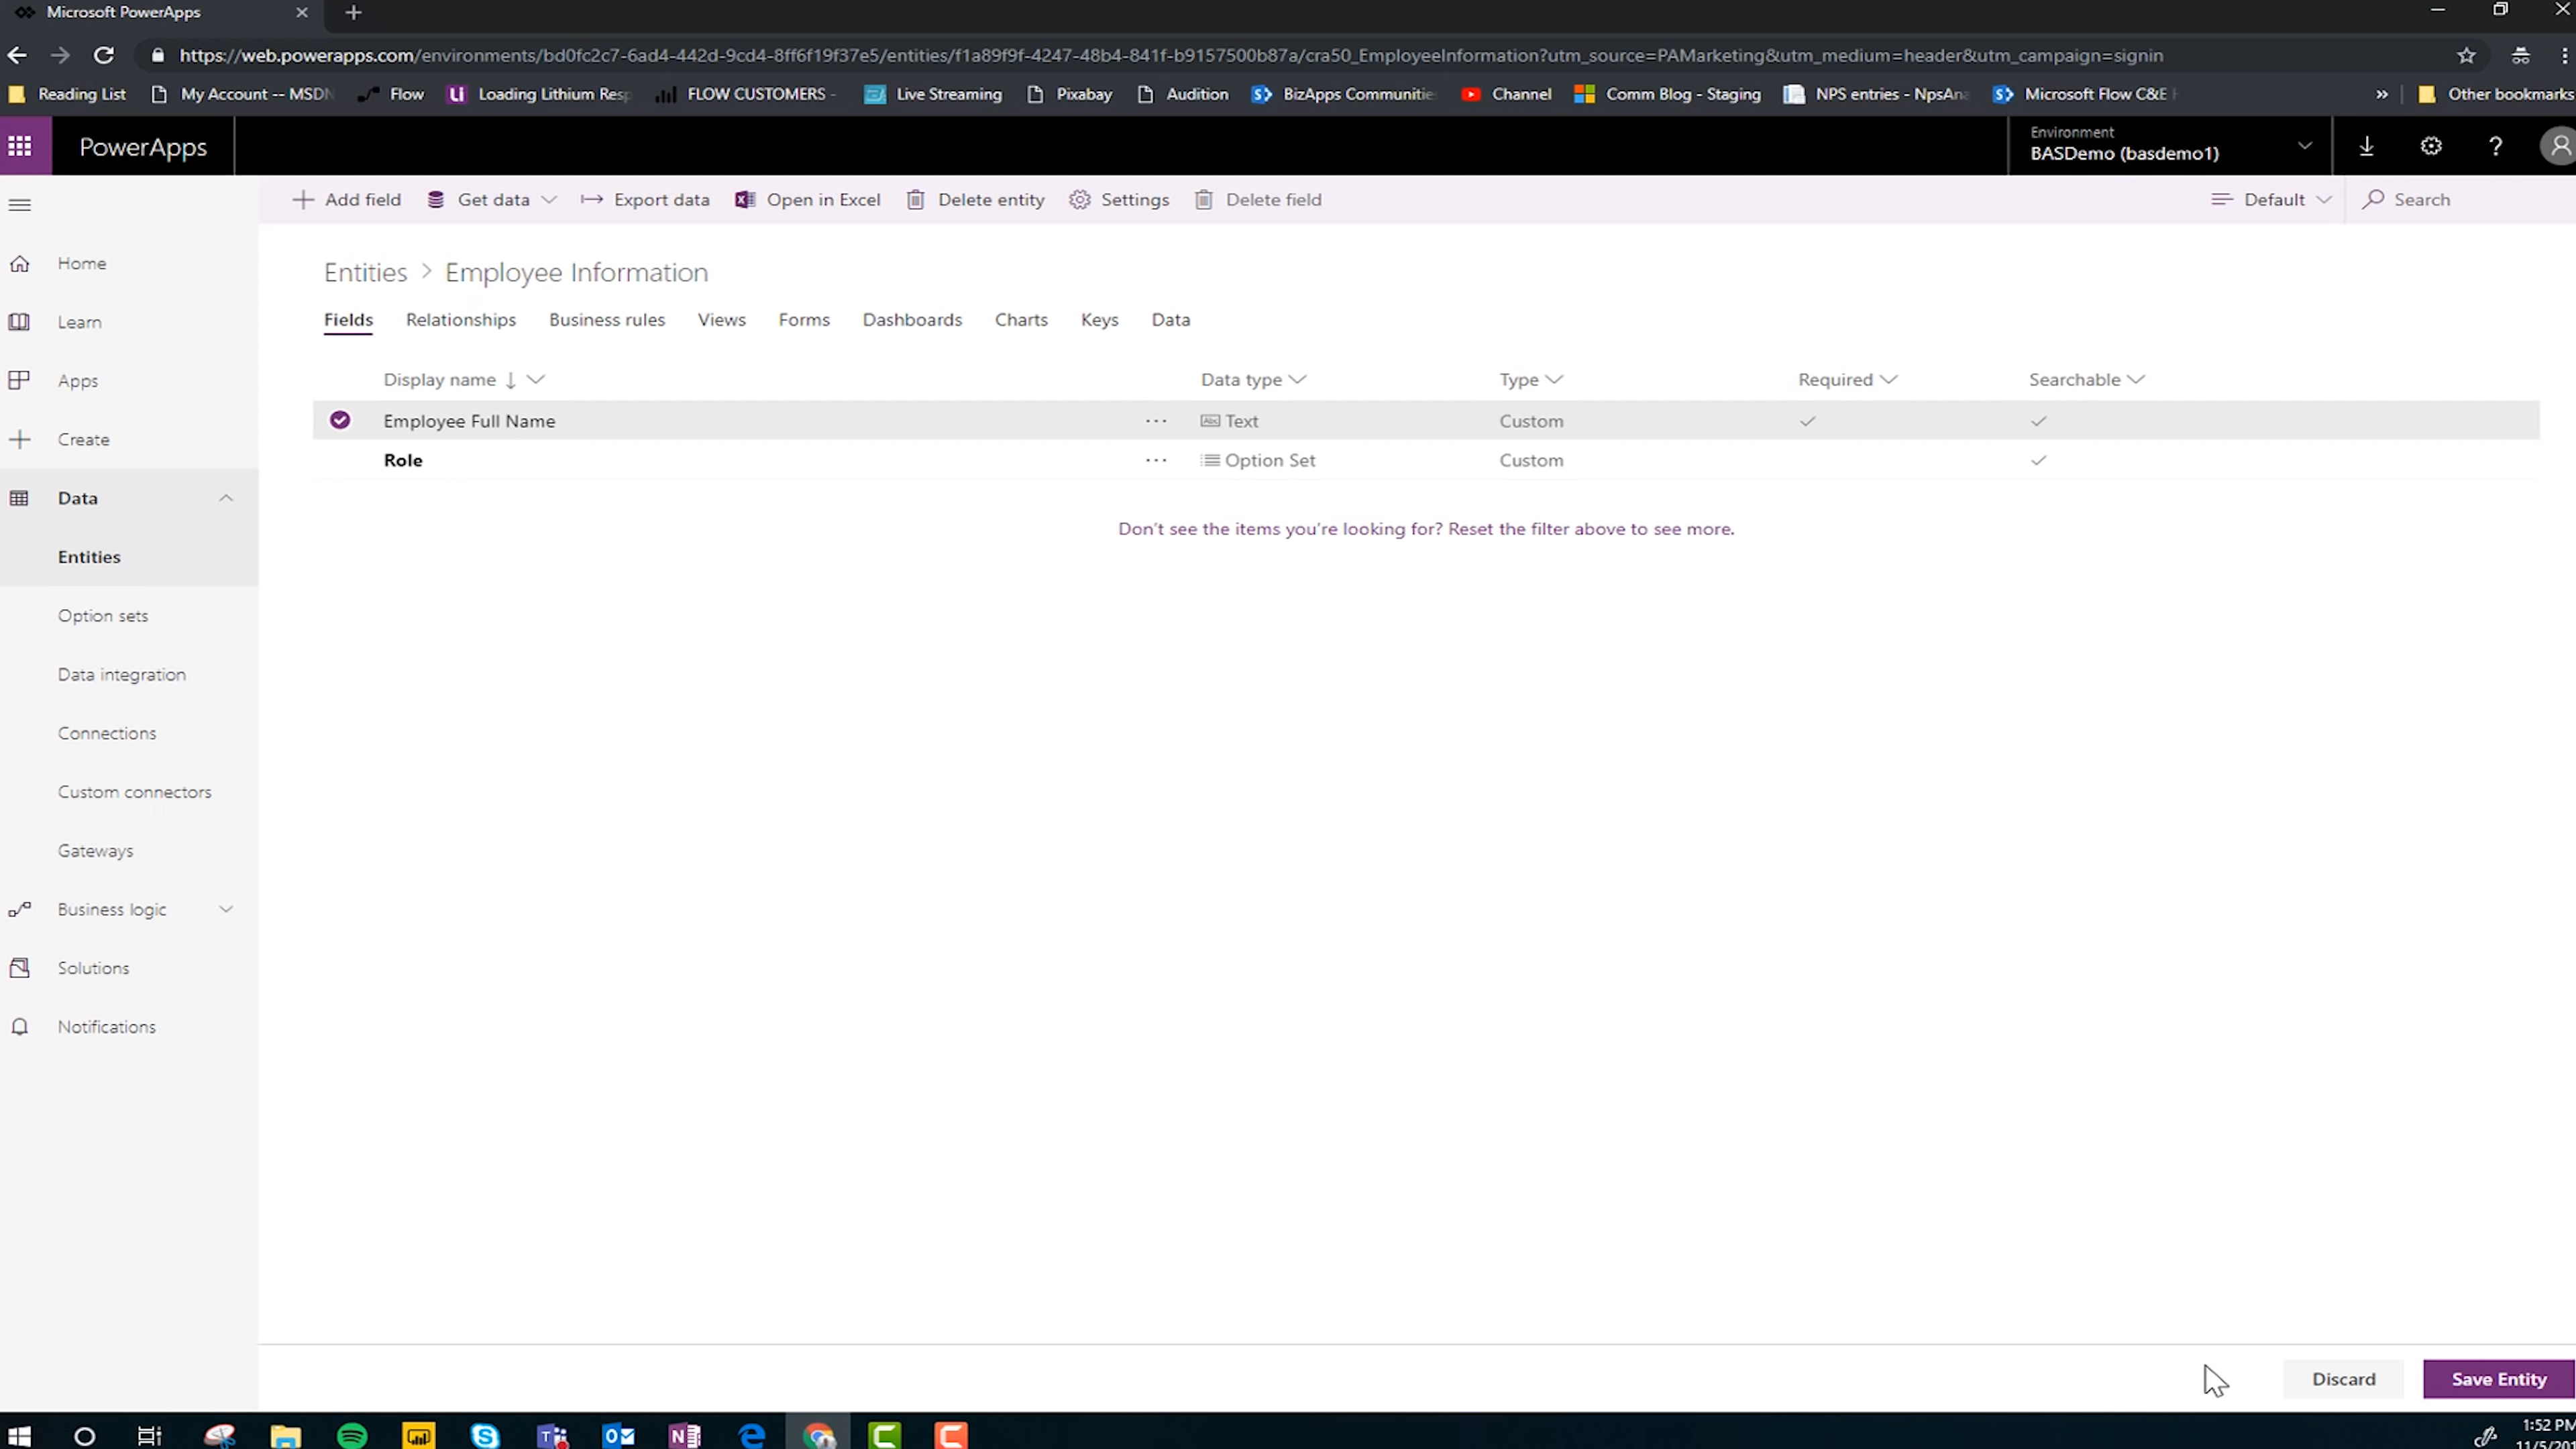 Microsoft PowerApps
https://web.powerapps.com/environments/bd0fc2c7-6ad4-442d-9cd4-8ff6f19f37e5/entities/f1a89f9f-4247-48b4-841f-b9157500b87a/cra50_EmployeeInformation?utm_source=PAMarketing&utm_medium=header&utm_campaign=signin
Reading List My Account -- MSDN Flow Loading Lithium Resp FLOW CUSTOMERS - Live Streaming Pixabay Audition BizApps Communitie Channel Comm Blog - Staging NPS entries - NpsAna Microsoft Flow C&E Other bookmarks
PowerApps
Environment
BASDemo (basdemo1)
Add field Get data Export data Open in Excel Delete entity Settings Delete field Default Search
Home
Learn
Apps
Create
Data
Entities
Option sets
Data integration
Connections
Custom connectors
Gateways
Business logic
Solutions
Notifications
Entities > Employee Information
Fields Relationships Business rules Views Forms Dashboards Charts Keys Data
Display name Data type Type Required Searchable
Employee Full Name ... Abc Text Custom
Role ... Option Set Custom
Don't see the items you're looking for? Reset the filter above to see more.
Discard Save Entity
1:52 PM
11/5/201